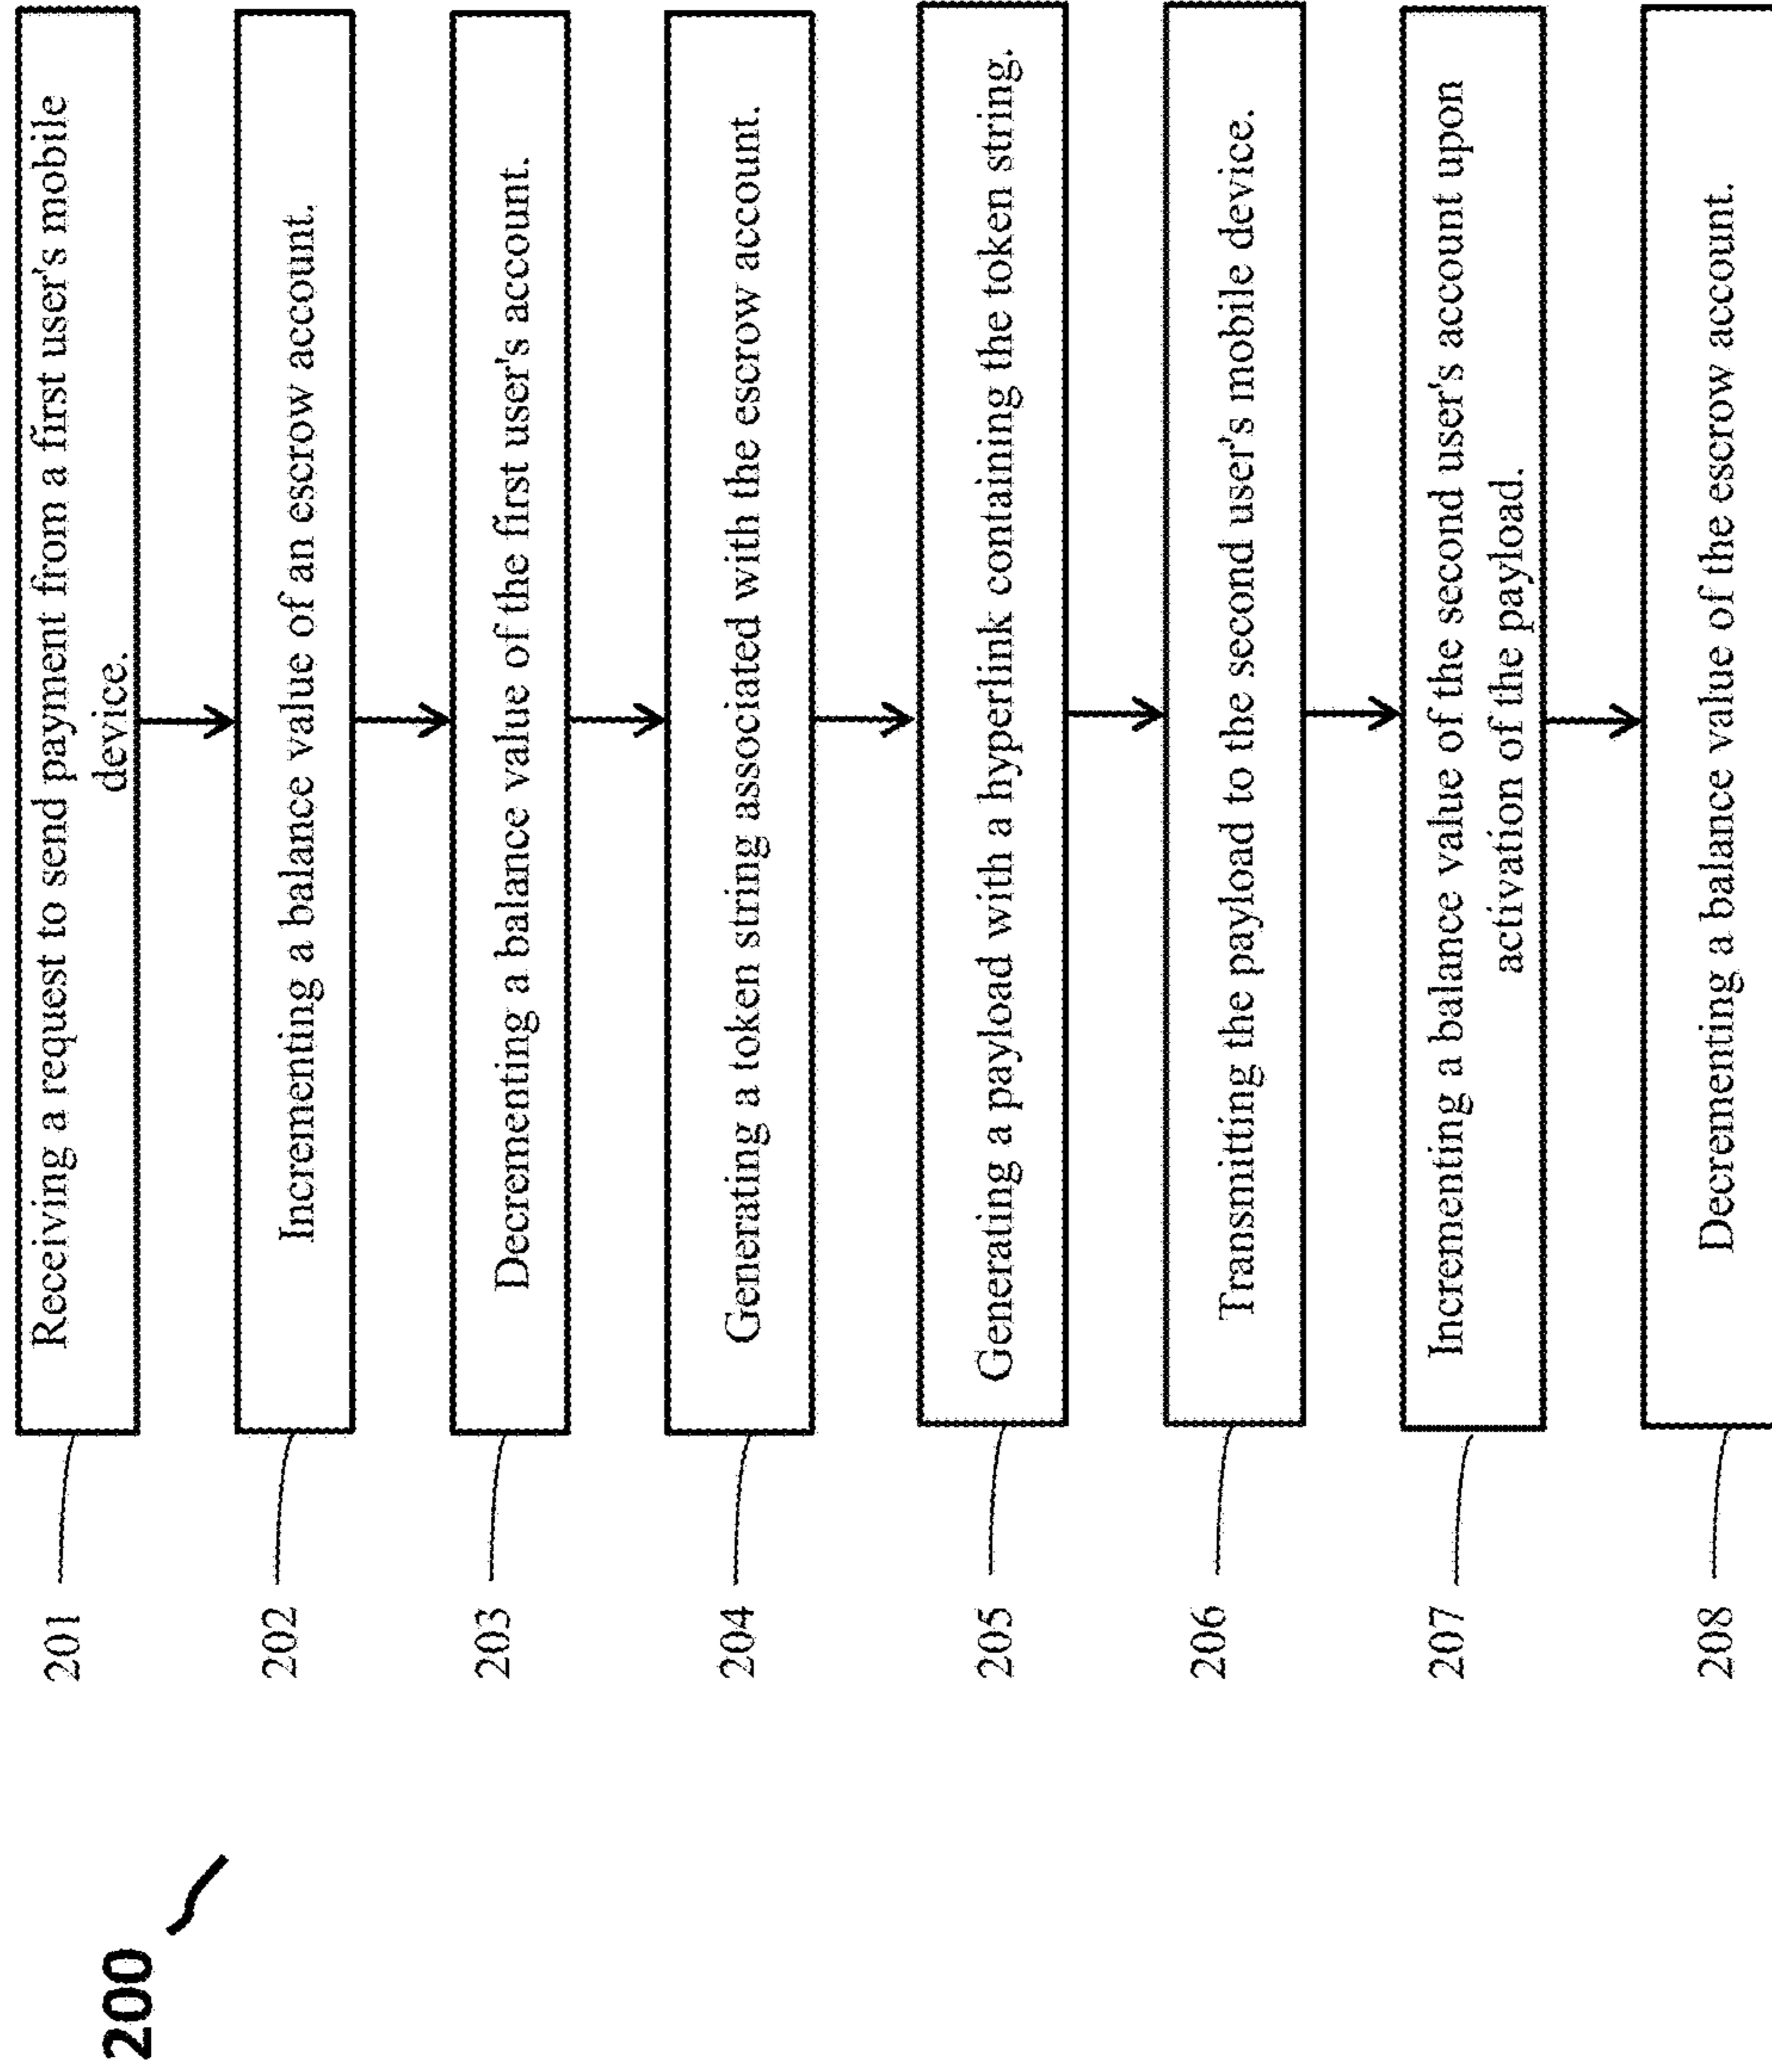 200
201
Receiving a request to send payment from a first user's mobile
device.
202
Incrementing a balance value of an escrow account.
203
Decrementing a balance value of the first user's account.
204
Generating a token string associated with the escrow account.
205
Generating a payload with a hyperlink containing the token string.
206
Transmitting the payload to the second user's mobile device.
207
Incrementing a balance value of the second user's account upon
activation of the payload.
208
Decrementing a balance value of the escrow account.